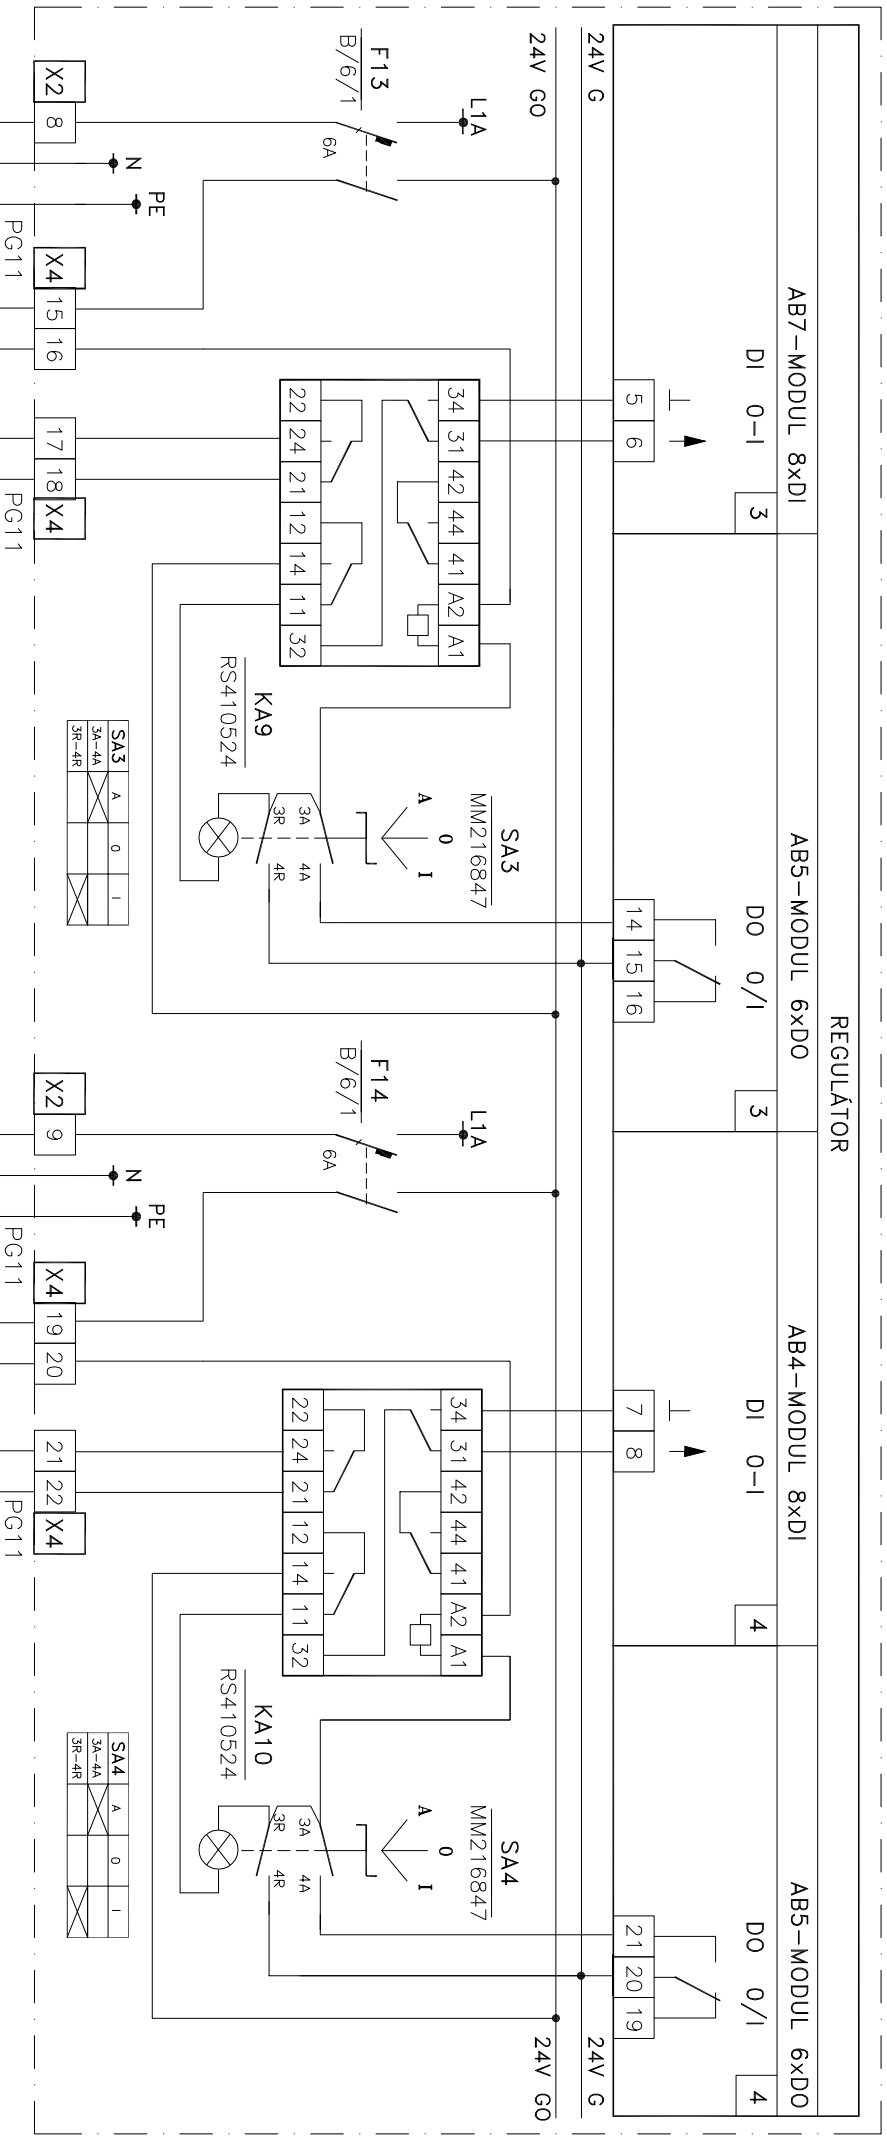 REGULÁTOR
AB7-MODUL 8xDI
DI 0-I
3
AB5-MODUL 6xDO
DO 0/I
3
AB4-MODUL 8xDI
DI 0-I
4
AB5-MODUL 6xDO
DO 0/I
4
5 6
14 15 16
7 8
21 20 19
24V G
24V G
24V GO
24V GO
L1A
F13
B/6/1
6A
N
PE
34 31 42 44 41 A2 A1
22 24 21 12 14 11 32
KA9
RS410524
SA3
MM216847
A 0 I
3A 4A
3R 4R
SA3 A 0 I
3A-4A
3R-4R
X2 8
X4 15 16
17 18 X4
PG11
PG11
L1A
F14
B/6/1
6A
N
PE
34 31 42 44 41 A2 A1
22 24 21 12 14 11 32
KA10
RS410524
SA4
MM216847
A 0 I
3A 4A
3R 4R
SA4 A 0 I
3A-4A
3R-4R
X2 9
X4 19 20
21 22 X4
PG11
PG11